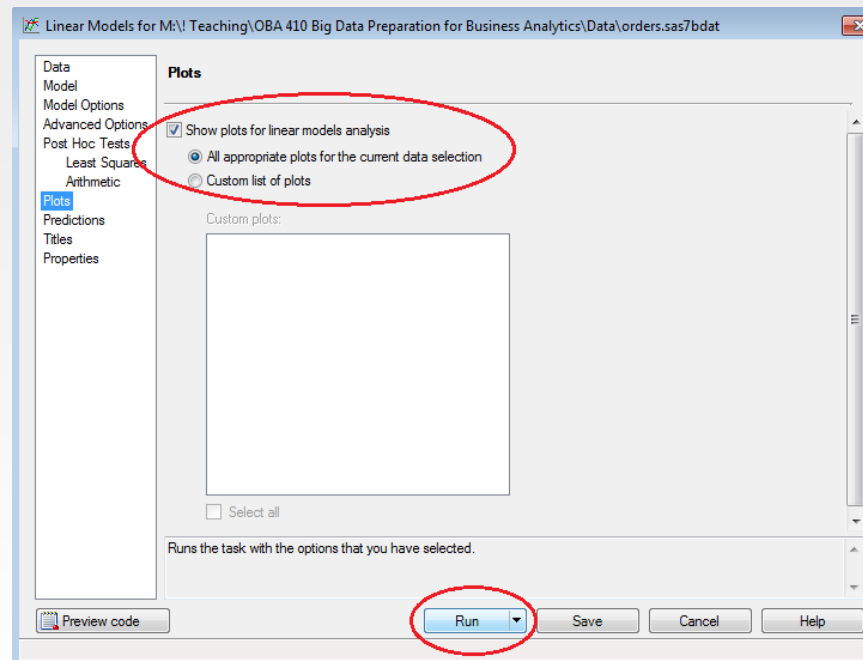 Linear Models for M:\! Teaching\OBA 410 Big Data Preparation for Business Analytics\Data\orders.sas7bdat
Data
Model
Model Options
Advanced Options
Post Hoc Tests
Least Squares
Arithmetic
Plots
Predictions
Titles
Properties
Plots
Show plots for linear models analysis
All appropriate plots for the current data selection
Custom list of plots
Custom plots:
Select all
Runs the task with the options that you have selected.
Preview code
Run
Save
Cancel
Help